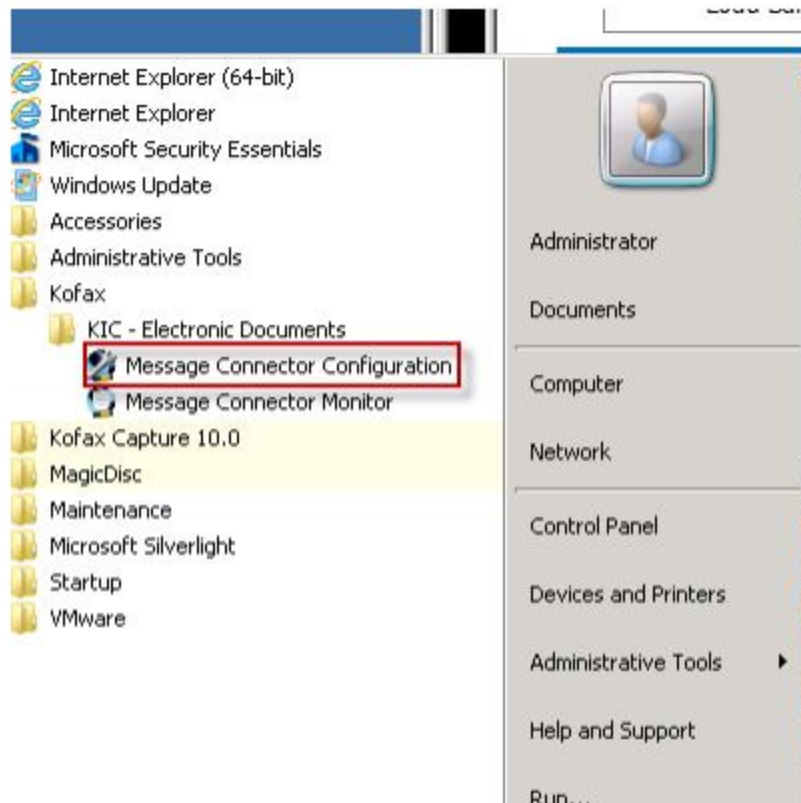 Internet Explorer (64-bit)
Internet Explorer
Microsoft Security Essentials
Windows Update
Accessories
Administrative Tools
Kofax
KIC - Electronic Documents
Message Connector Configuration
Message Connector Monitor
Kofax Capture 10.0
MagicDisc
Maintenance
Microsoft Silverlight
Startup
VMware
Administrator
Documents
Computer
Network
Control Panel
Devices and Printers
Administrative Tools
Help and Support
Run...